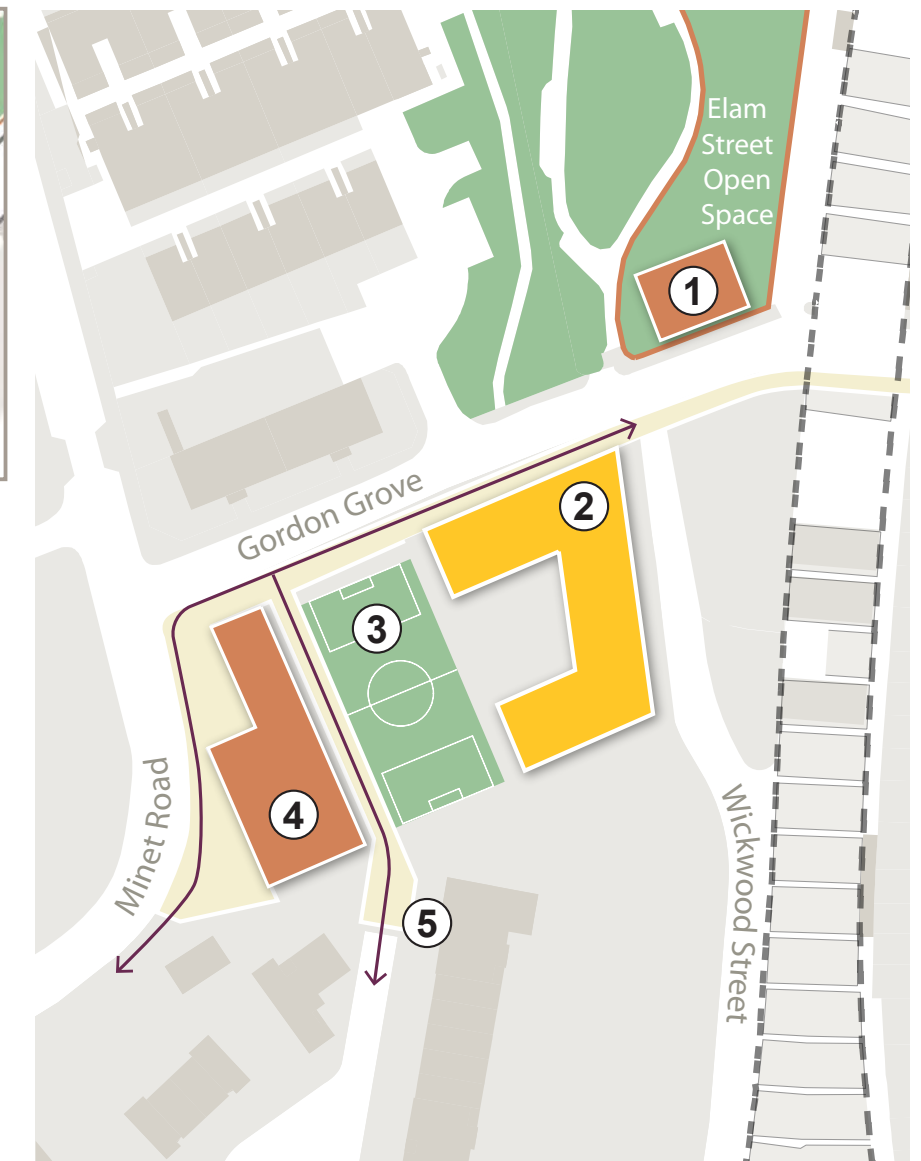 Elam
Street
Open
Space
1
Gordon Grove
2
3
4
Minet Road
5
Wickwood Street